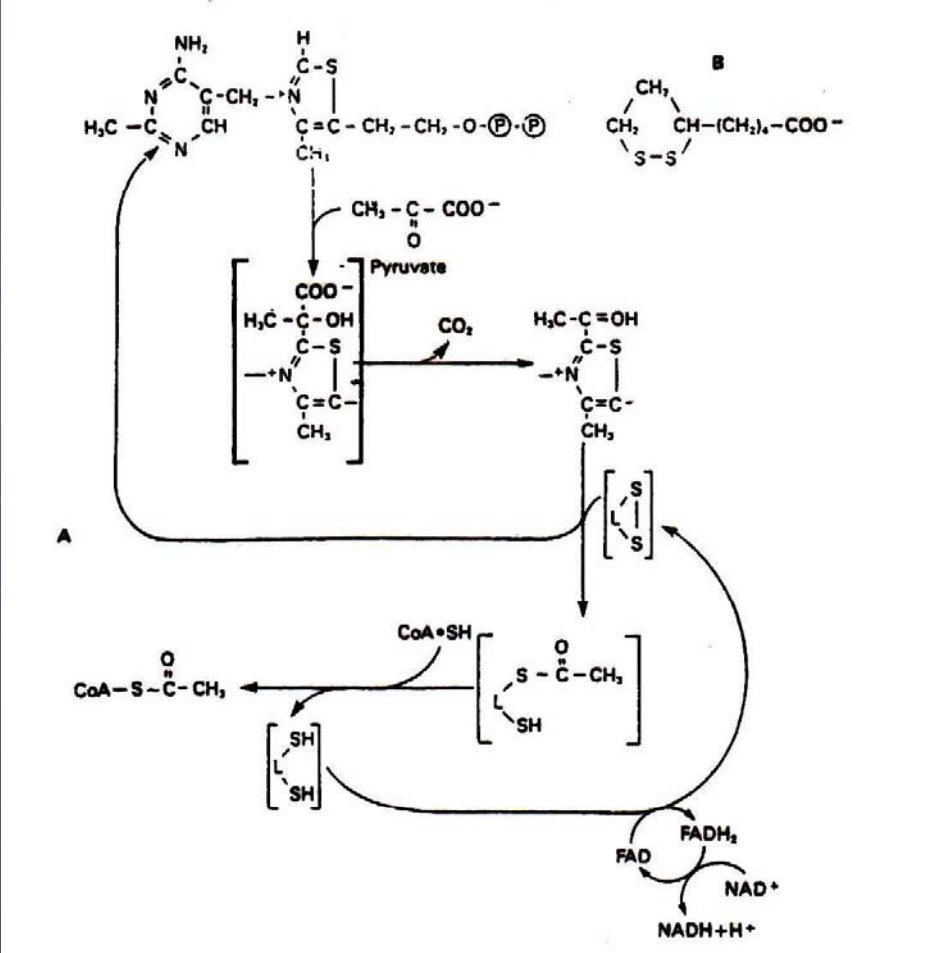 NH₂
H
C
C-S
B
N
C-CH₂-
+N
CH₂
H₃C-C
CH
C=C-CH₂-CH₂-O-Ⓟ-Ⓟ
CH₂
CH-(CH₂)₄-COO⁻
N
CH₃
S-S
CH₃-C-COO⁻
O
Pyruvate
COO⁻
H₃C-C-OH
CO₂
H₃C-C=OH
C-S
C-S
-⁺N
-⁺N
C=C-
C=C-
CH₃
CH₃
S
L
S
A
CoA•SH
O
O
S-C-CH₃
CoA-S~C-CH₃
L
SH
SH
L
SH
FADH₂
FAD
NAD⁺
NADH+H⁺